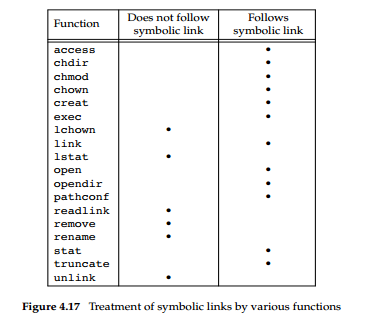 Function Does not follow symbolic link Follows symbolic link
access •
chdir •
chmod •
chown •
creat •
exec •
lchown •
link •
lstat •
open •
opendir •
pathconf •
readlink •
remove •
rename •
stat •
truncate •
unlink •
Figure 4.17 Treatment of symbolic links by various functions